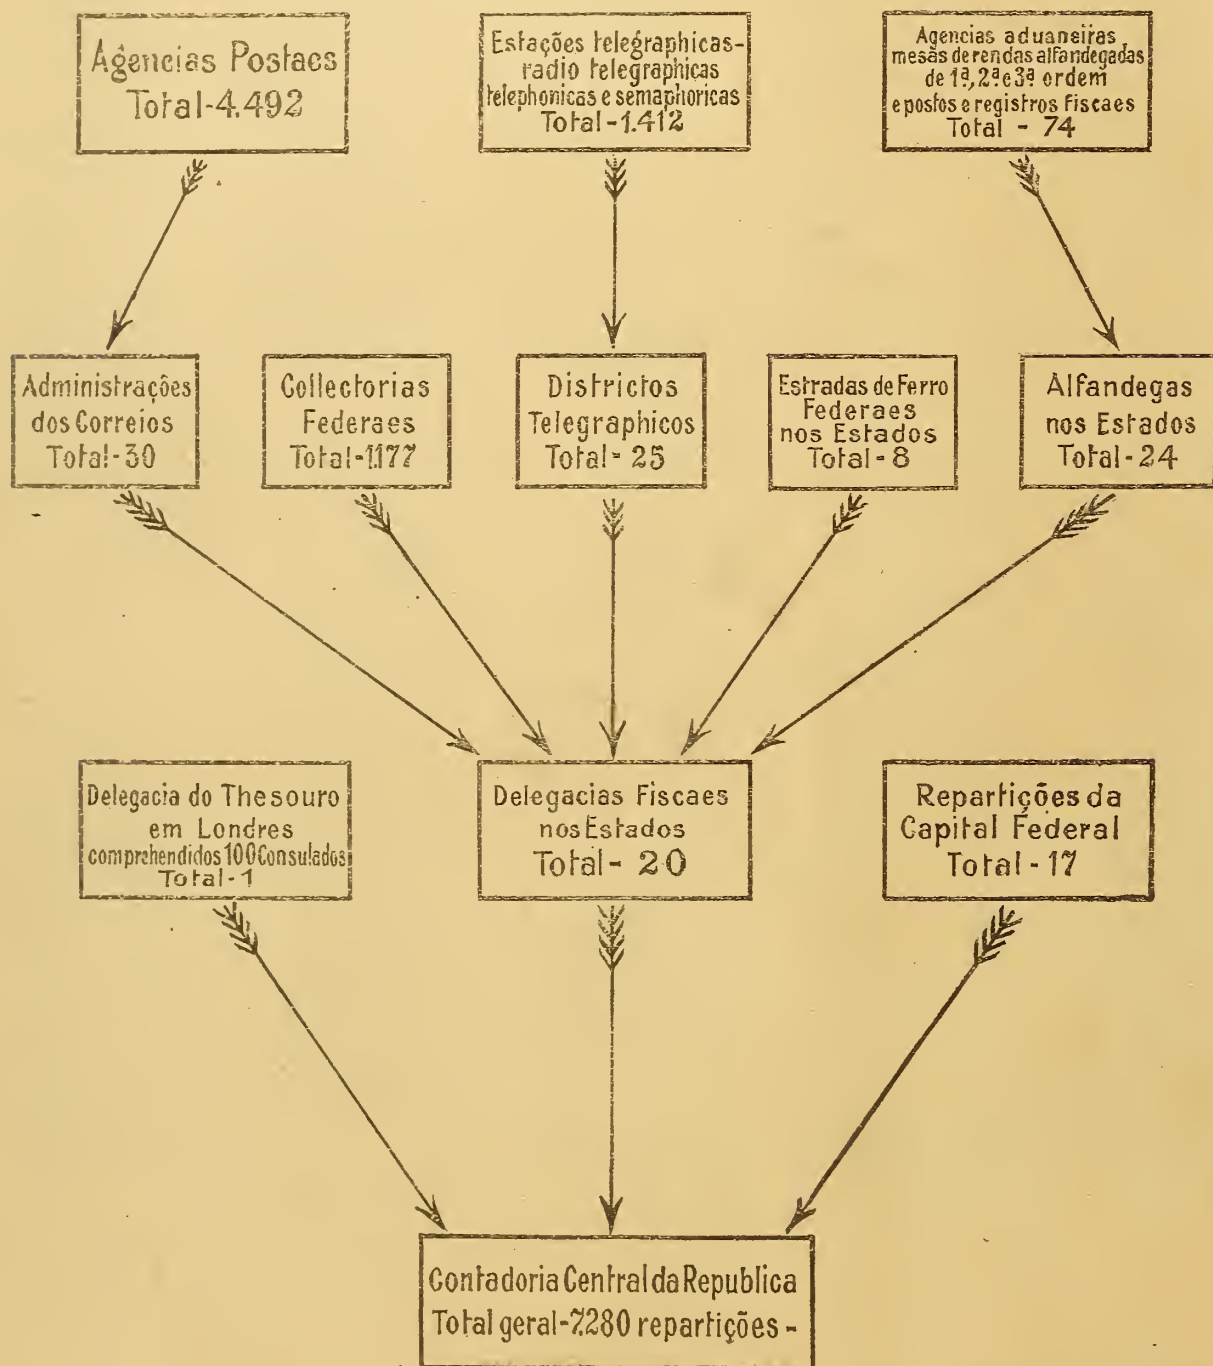 Agencias Postaes
Total-4.492
Estações telegraphicas-
radio telegraphicas
telephonicas e semaphoricas
Total-1.412
Agencias aduaneiras
mesas de rendas alfandegadas
de 1ª, 2ª e 3ª ordem
e postos e registros fiscaes
Total - 74
Administrações
dos Correios
Total-30
Collectorias
Federaes
Total-1.177
Districtos
Telegraphicos
Total-25
Estradas de Ferro
Federaes
nos Estados
Total-8
Alfandegas
nos Estados
Total-24
Delegacia do Thesouro
em Londres
comprehendidos 100 Consulados
Total-1
Delegacias Fiscaes
nos Estados
Total- 20
Repartições da
Capital Federal
Total-17
Contadoria Central da Republica
Total geral-7.280 repartições-